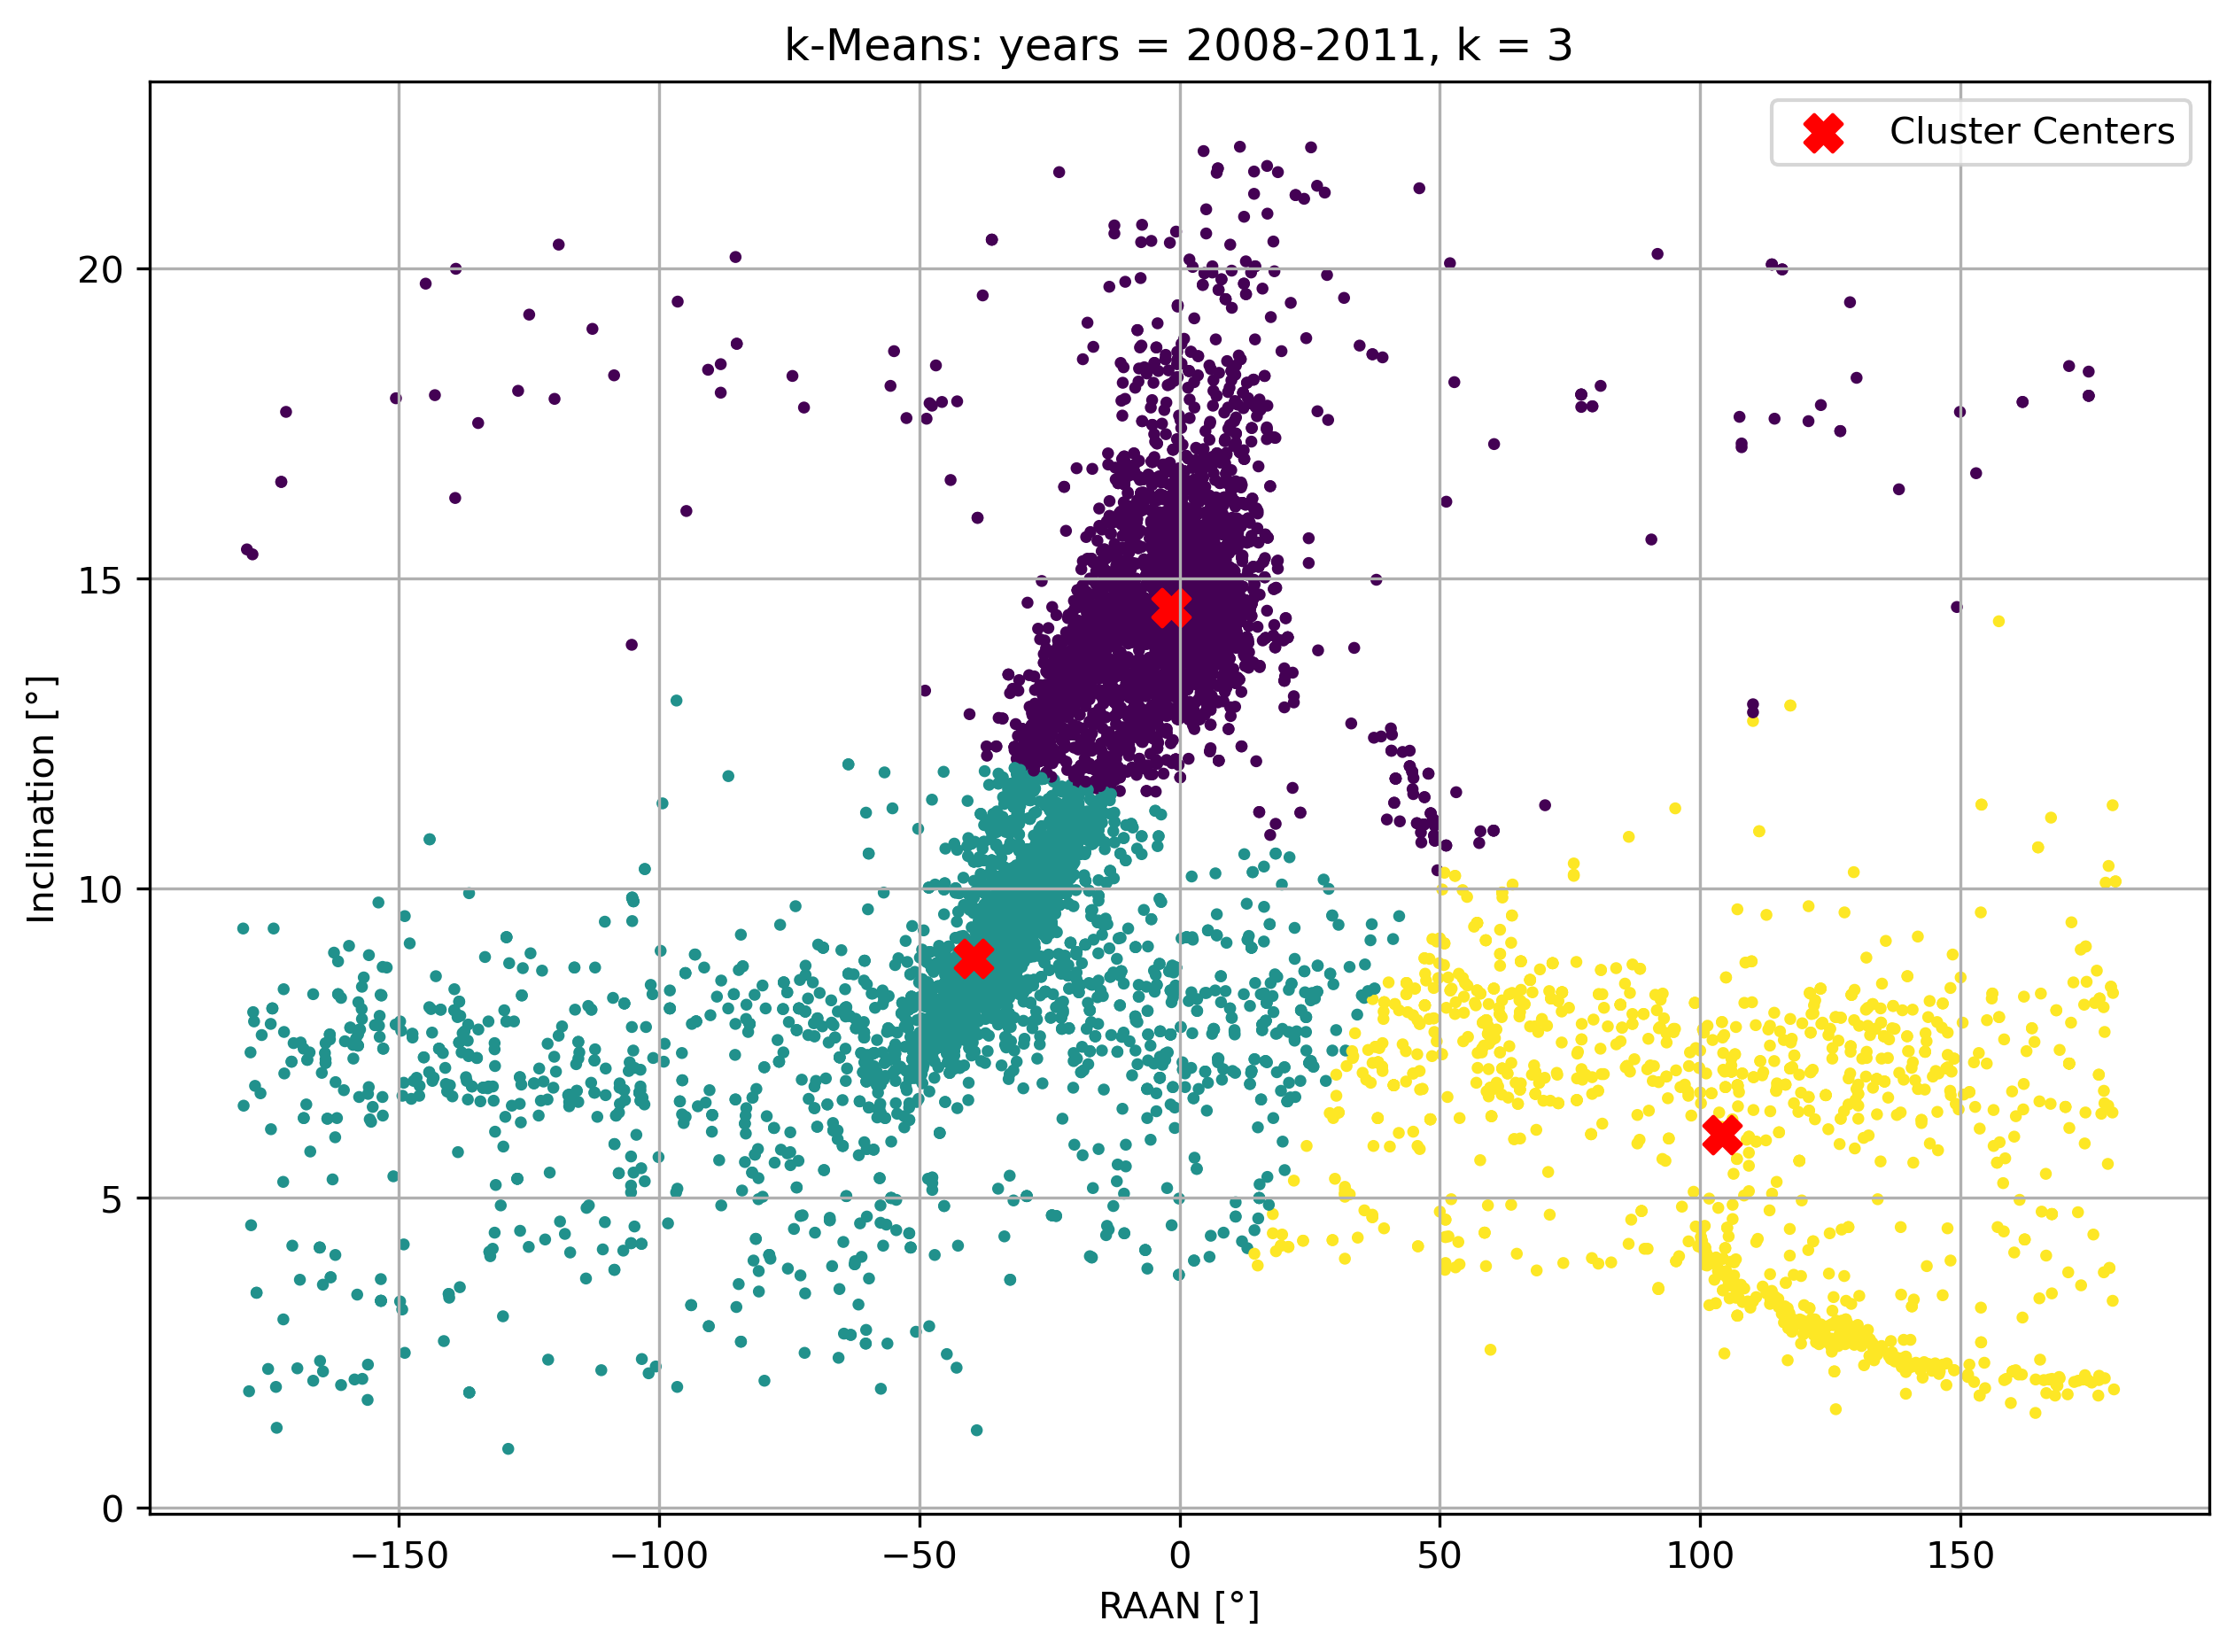 k-Means: years = 2008-2011, k = 3
Cluster Centers
Inclination [°]
20
15
10
5
0
−150 −100 −50 0 50 100 150
RAAN [°]